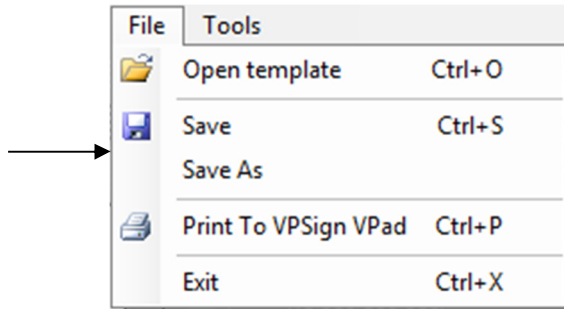 File Tools
Open template Ctrl+O
Save Ctrl+S
Save As
Print To VPSign VPad Ctrl+P
Exit Ctrl+X